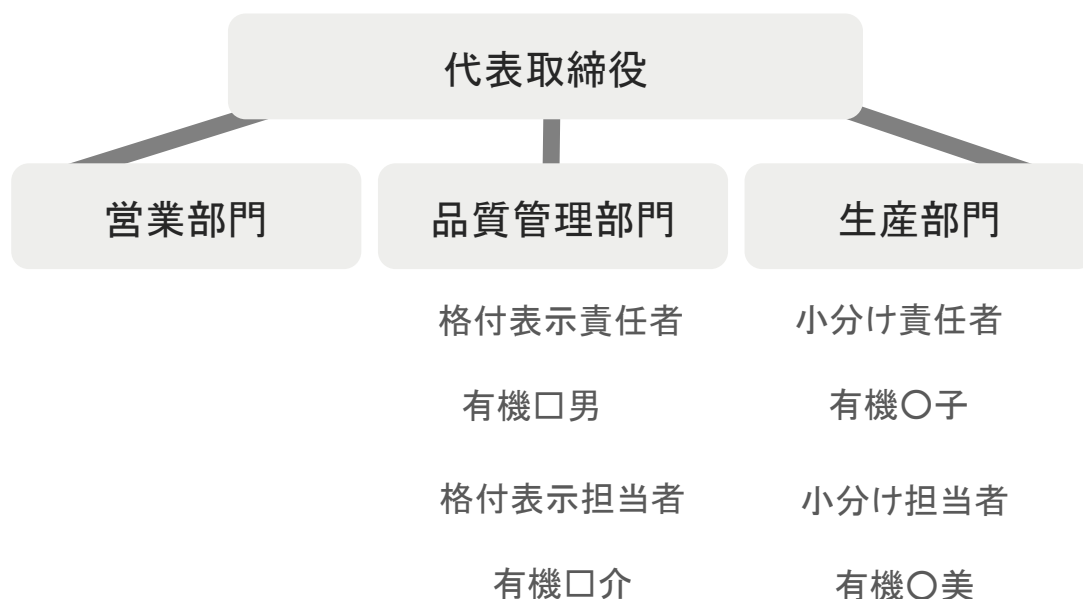 代表取締役
営業部門
品質管理部門
生産部門
格付表示責任者
小分け責任者
有機□男
有機〇子
格付表示担当者
小分け担当者
有機□介
有機〇美